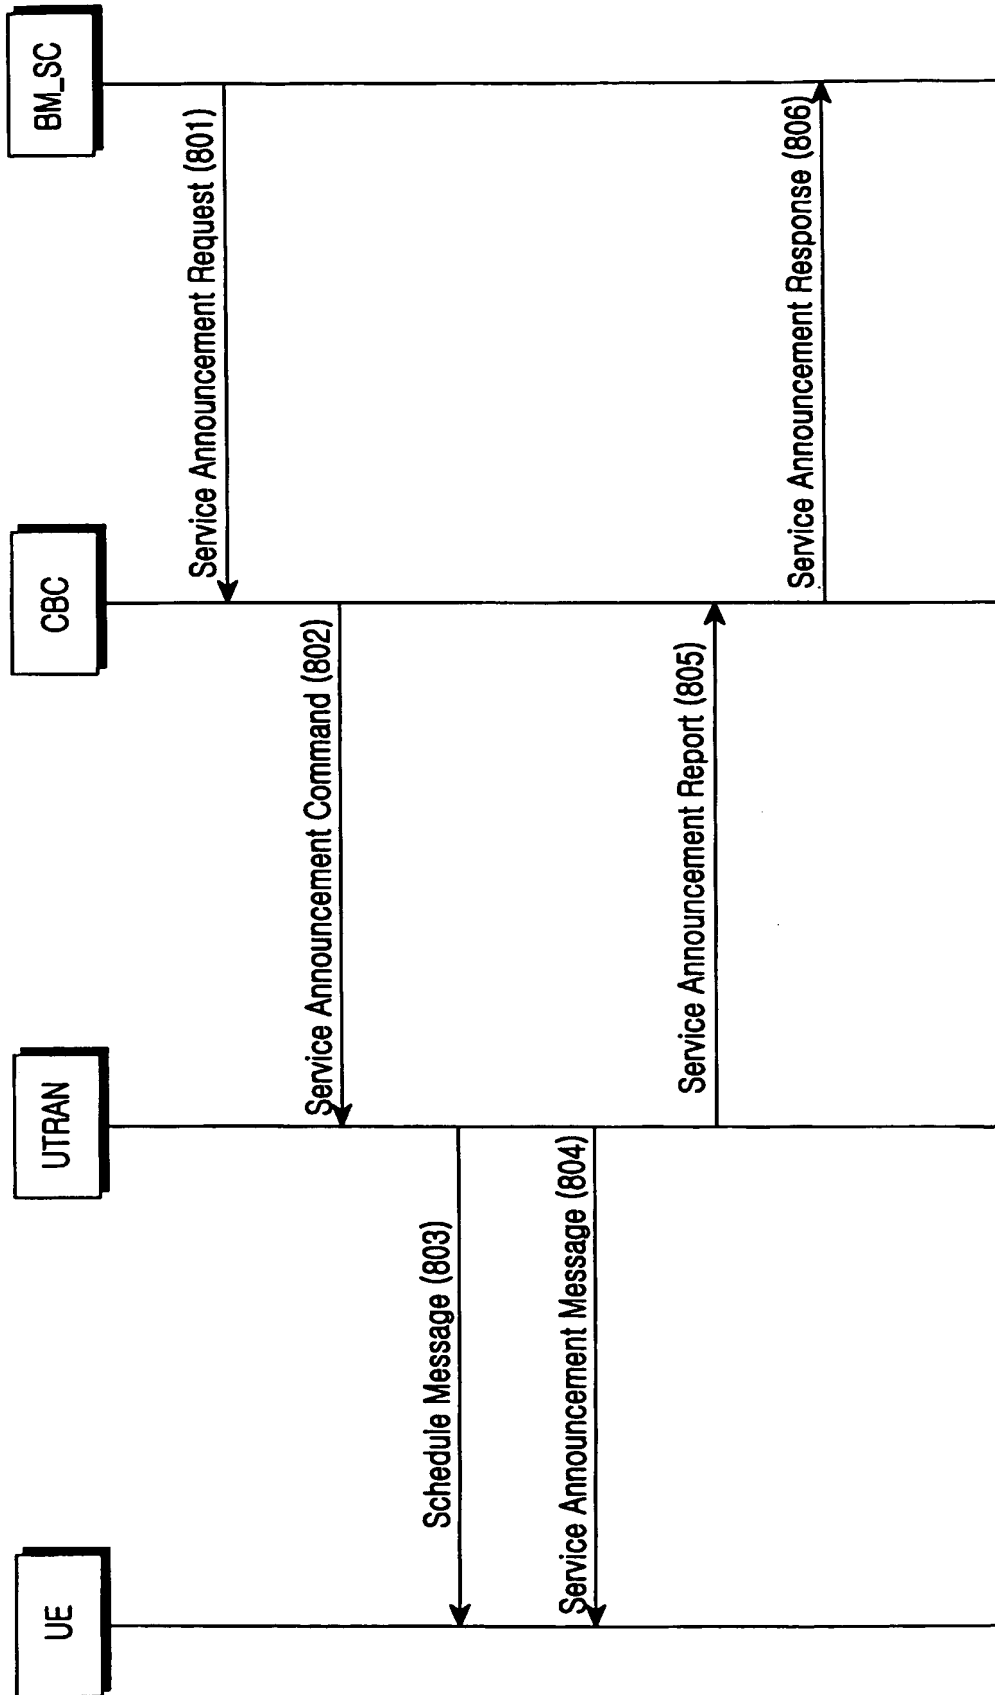 UE
UTRAN
CBC
BM_SC
Service Announcement Request (801)
Service Announcement Command (802)
Schedule Message (803)
Service Announcement Message (804)
Service Announcement Report (805)
Service Announcement Response (806)